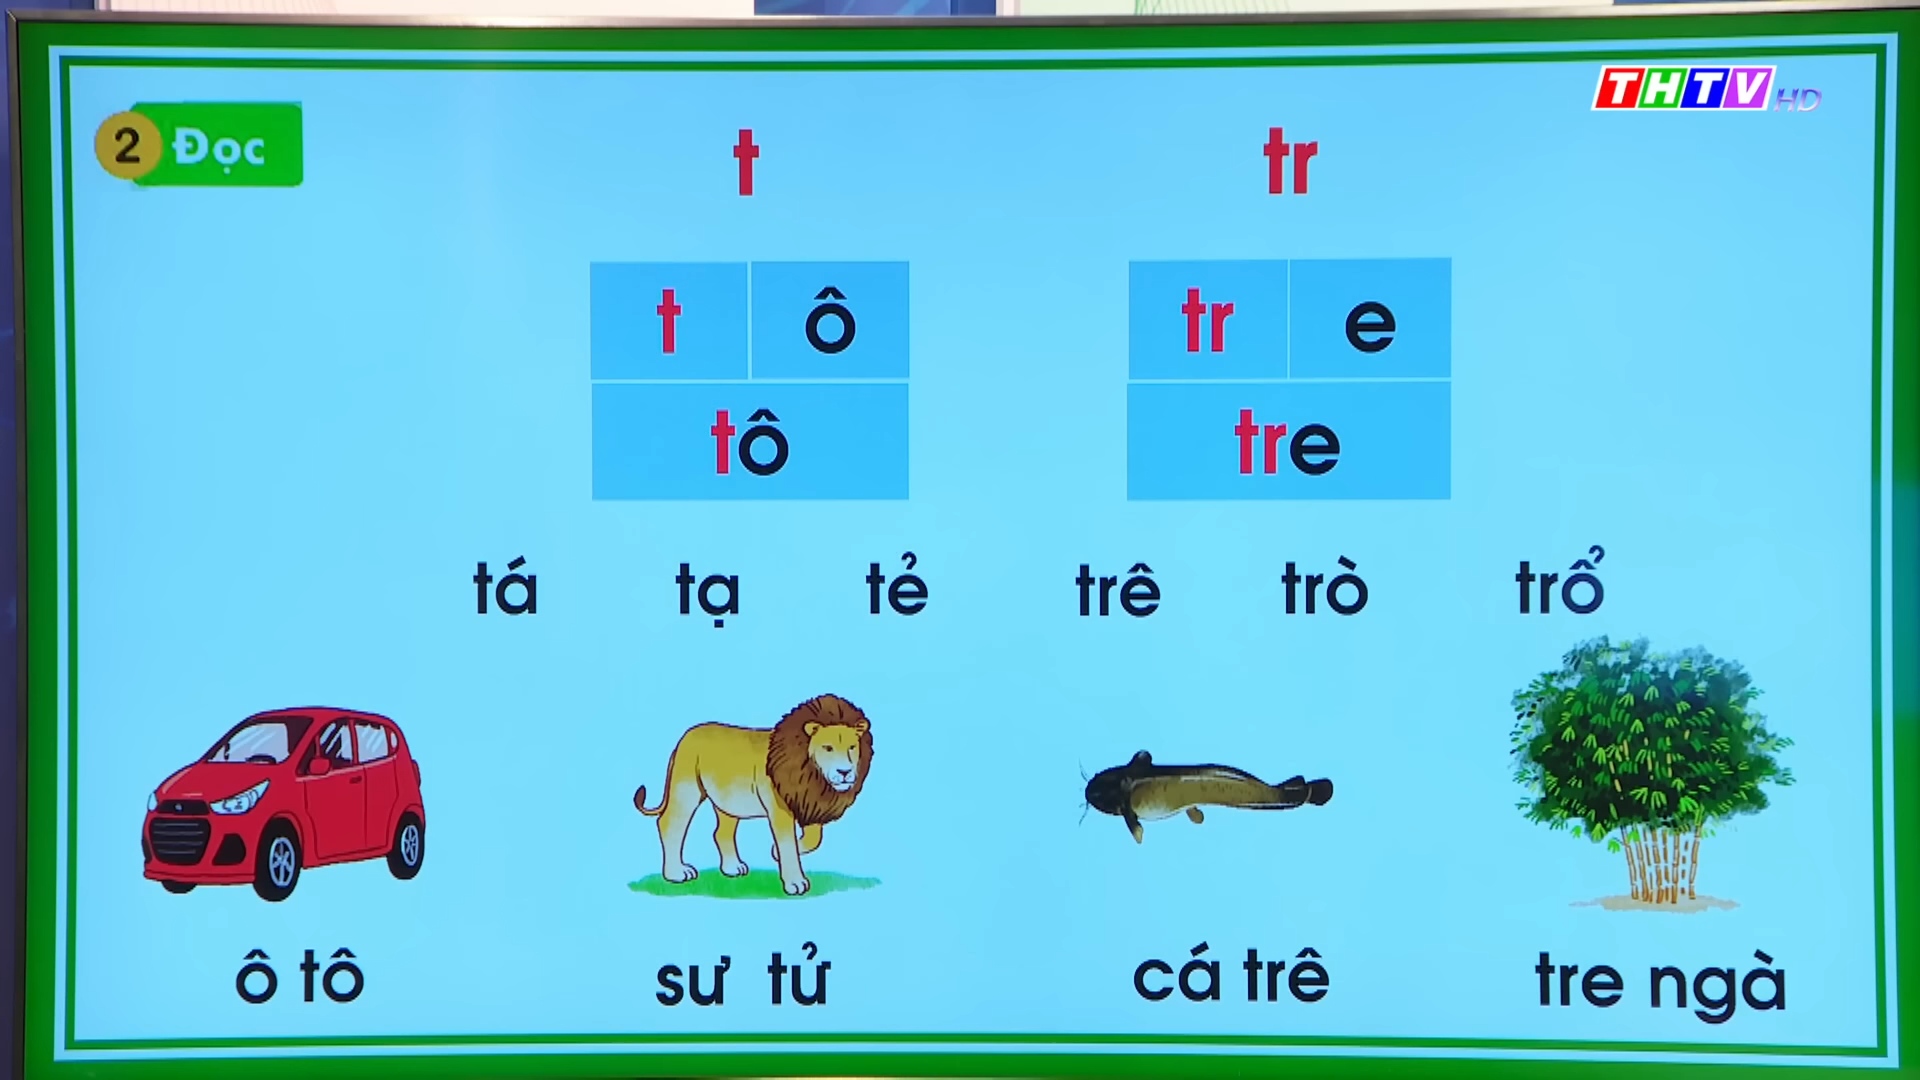 THTV HD
2 Đọc
t tr
t ô tr e
tô tre
tá tạ tẻ trê trò trổ
ô tô sư tử cá trê tre ngà